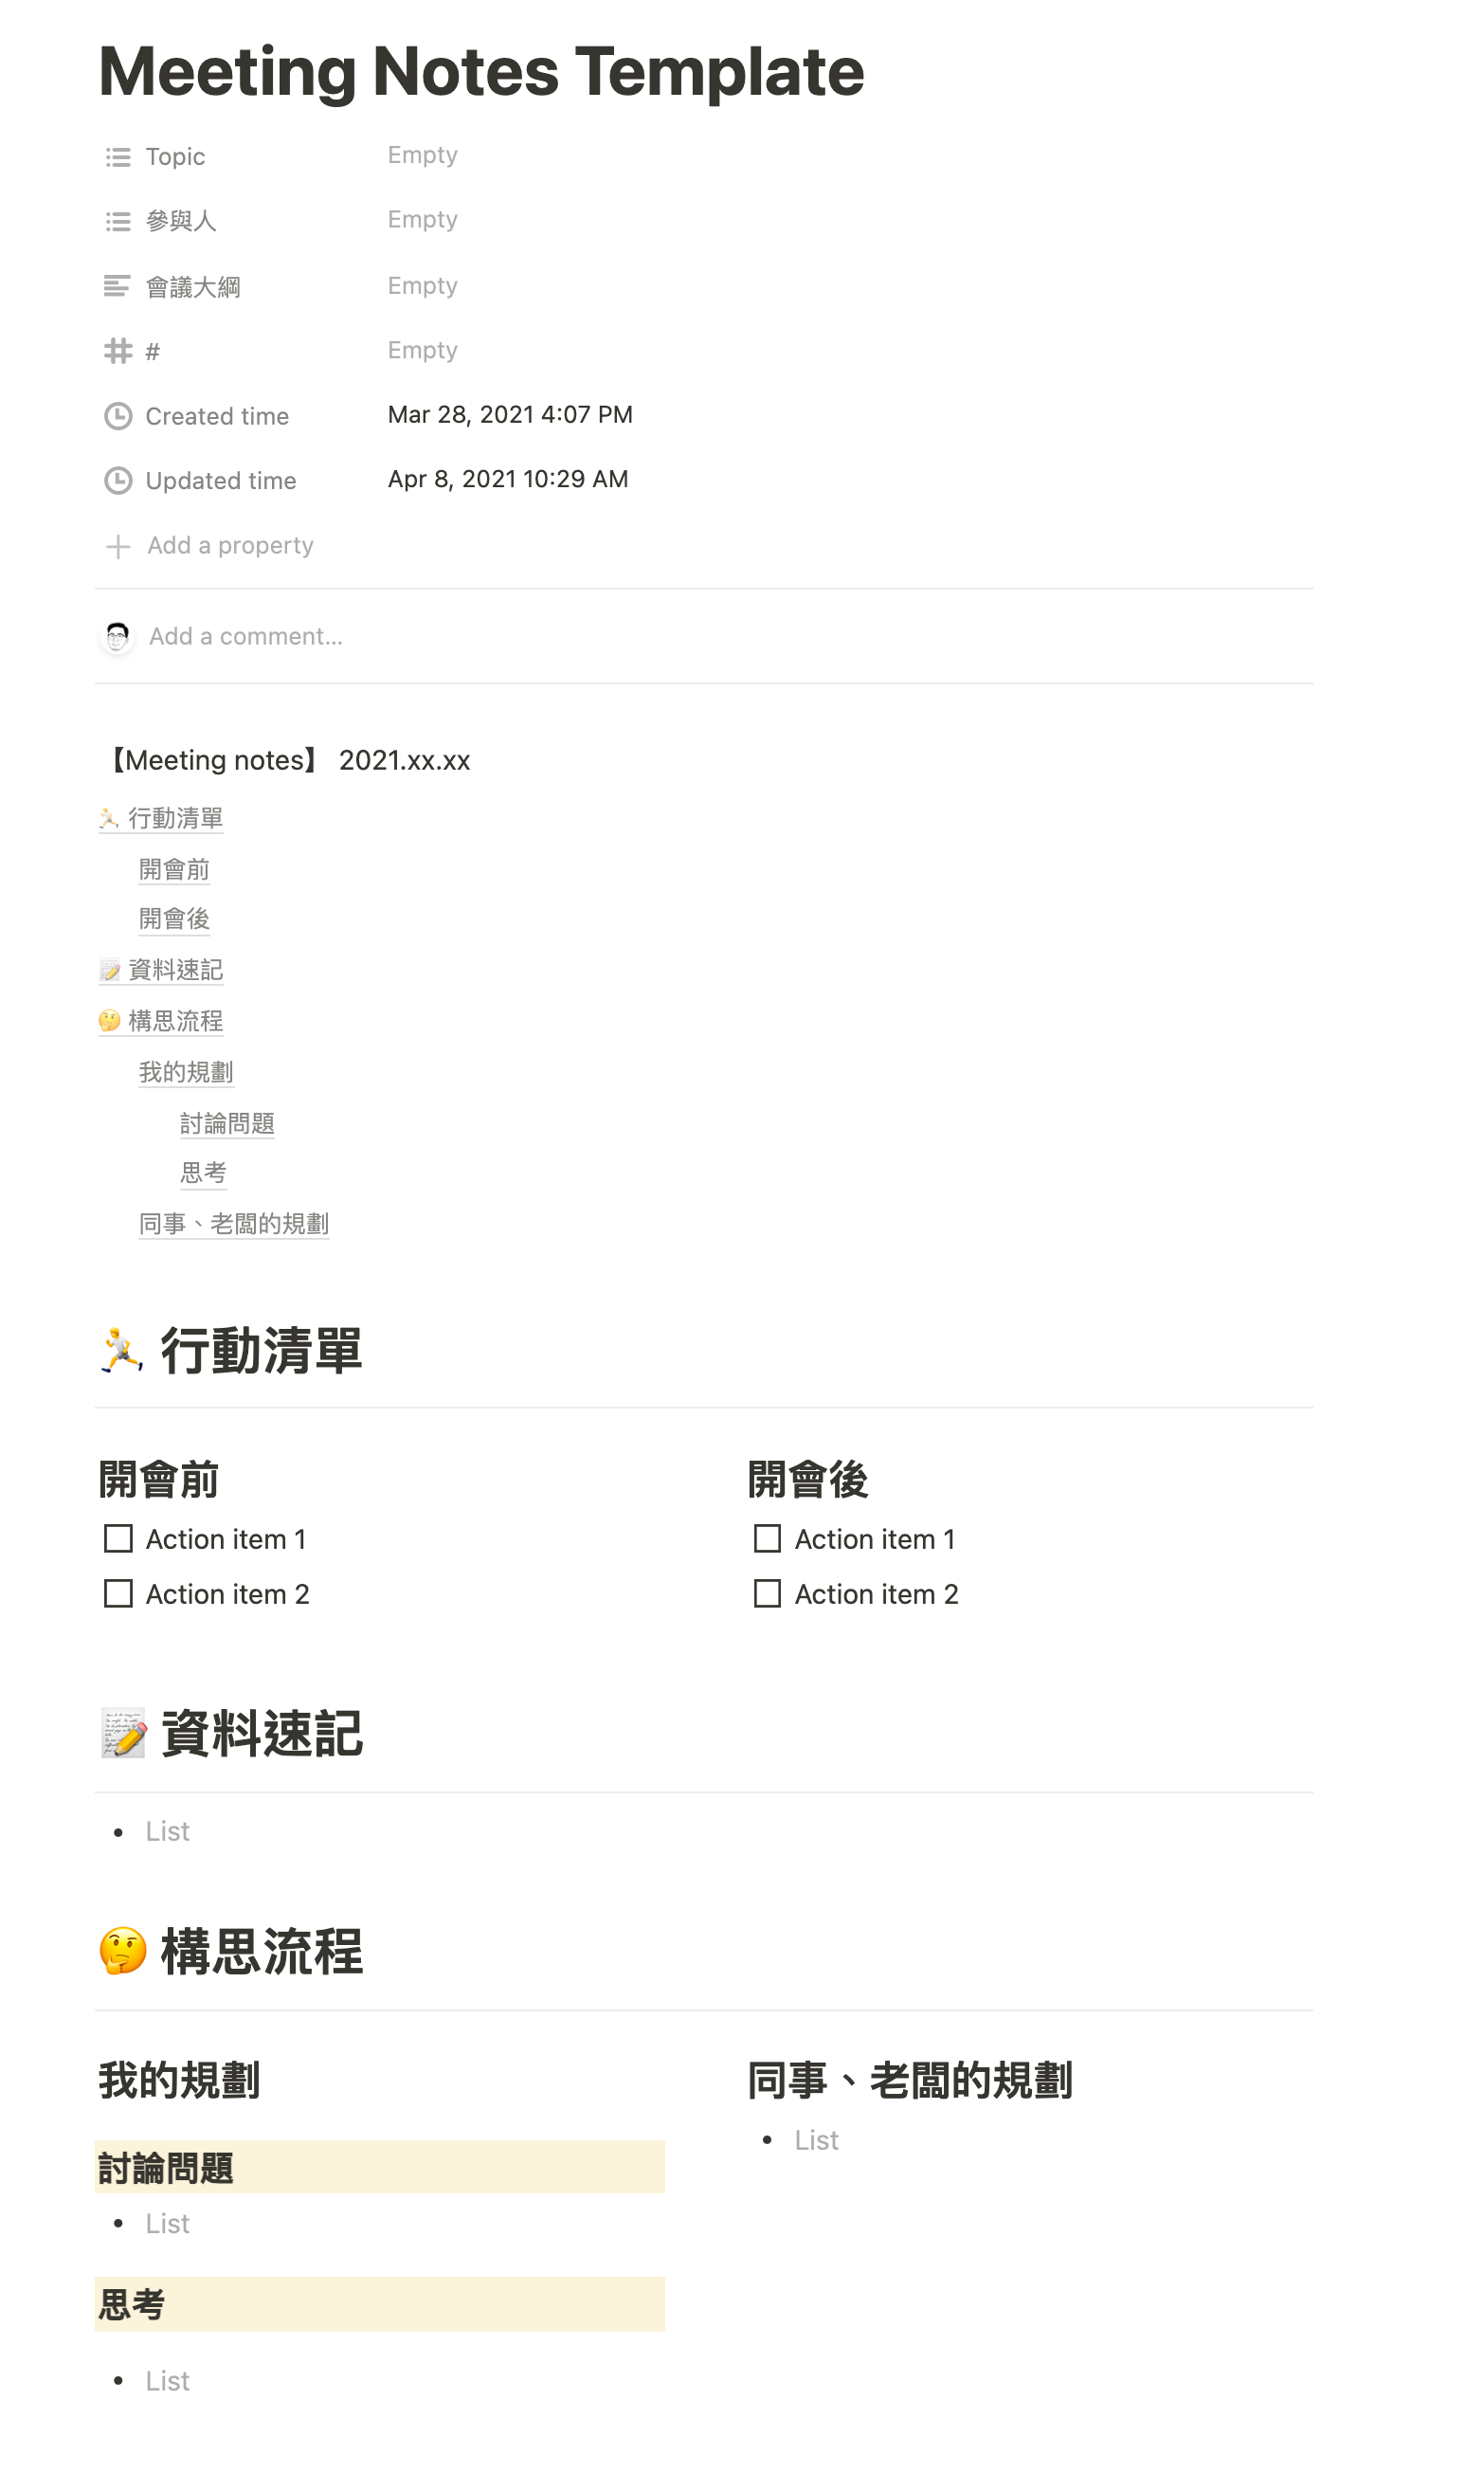 Meeting Notes Template
Topic Empty
參與人 Empty
會議大綱 Empty
# Empty
Created time Mar 28, 2021 4:07 PM
Updated time Apr 8, 2021 10:29 AM
Add a property
Add a comment...
【Meeting notes】 2021.xx.xx
🏃 行動清單
開會前
開會後
📝 資料速記
🤔 構思流程
我的規劃
討論問題
思考
同事、老闆的規劃
🏃 行動清單
開會前
Action item 1
Action item 2
開會後
Action item 1
Action item 2
📝 資料速記
• List
🤔 構思流程
我的規劃
討論問題
• List
思考
• List
同事、老闆的規劃
• List